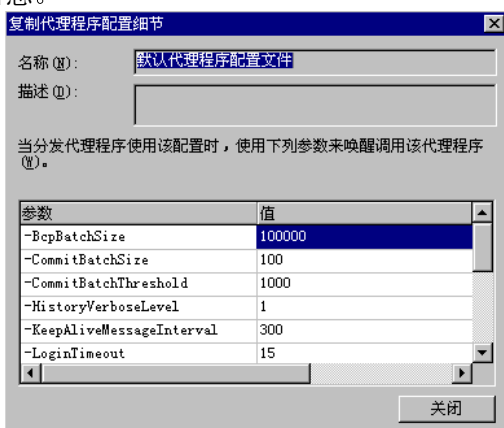 复制代理程序配置细节
名称(N):
默认代理程序配置文件
描述(D):
当分发代理程序使用该配置时，使用下列参数来唤醒调用该代理程序
(W)。
参数 值
-BcpBatchSize 100000
-CommitBatchSize 100
-CommitBatchThreshold 1000
-HistoryVerboseLevel 1
-KeepAliveMessageInterval 300
-LoginTimeout 15
关闭